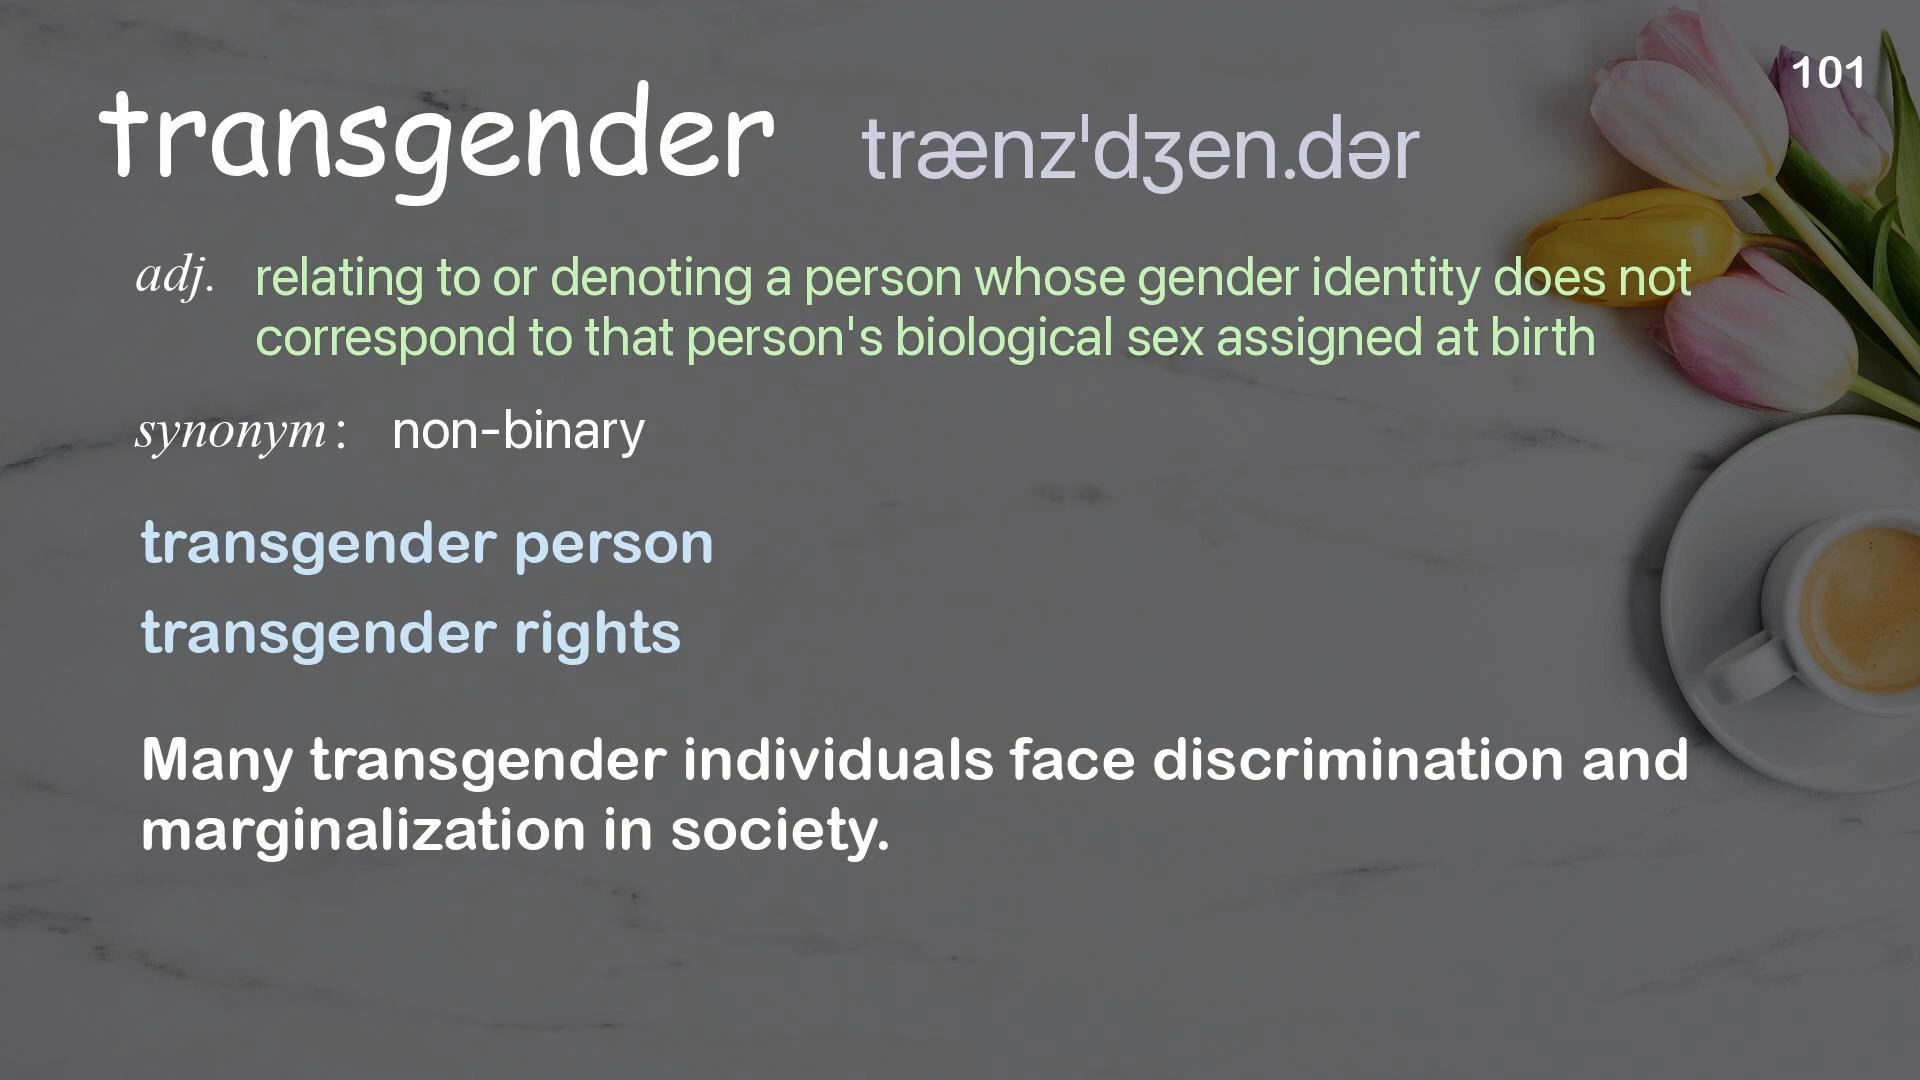 101
transgender trænzˈdʒen.dər
adj. relating to or denoting a person whose gender identity does not
correspond to that person's biological sex assigned at birth
synonym: non-binary
transgender person
transgender rights
Many transgender individuals face discrimination and
marginalization in society.